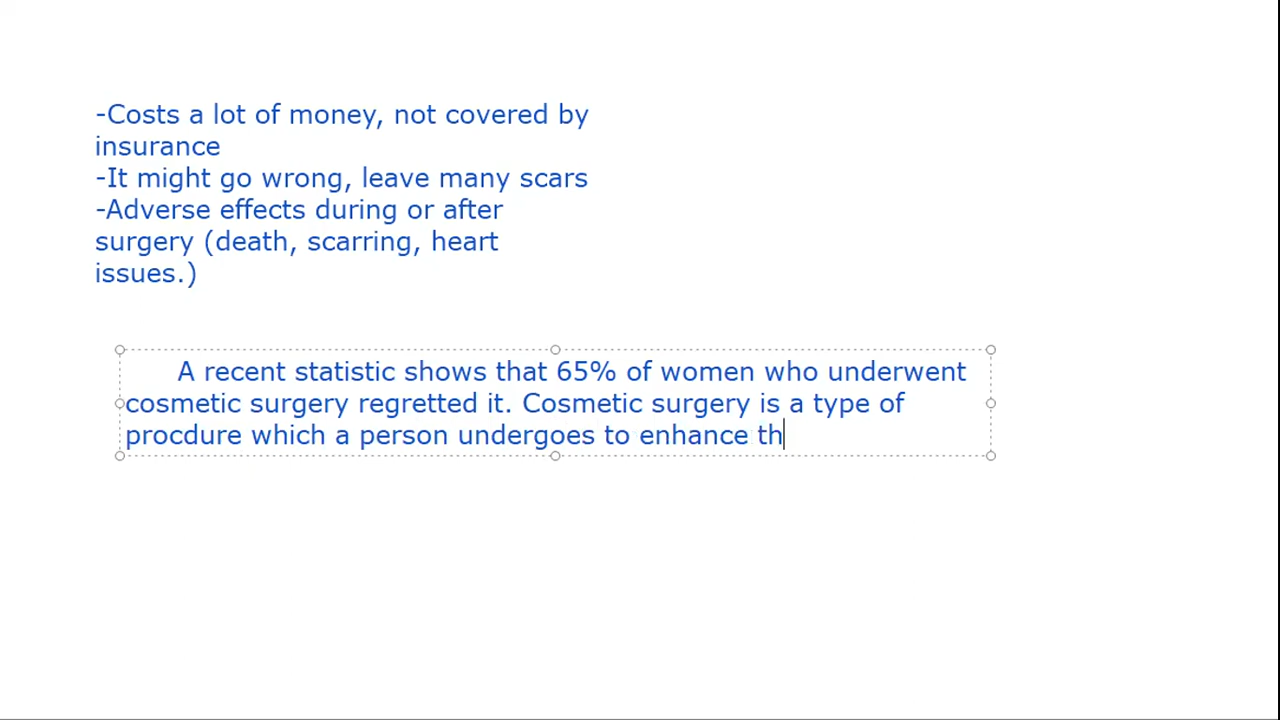 -Costs a lot of money, not covered by
insurance
-It might go wrong, leave many scars
-Adverse effects during or after
surgery (death, scarring, heart
issues.)
A recent statistic shows that 65% of women who underwent
cosmetic surgery regretted it. Cosmetic surgery is a type of
procdure which a person undergoes to enhance th